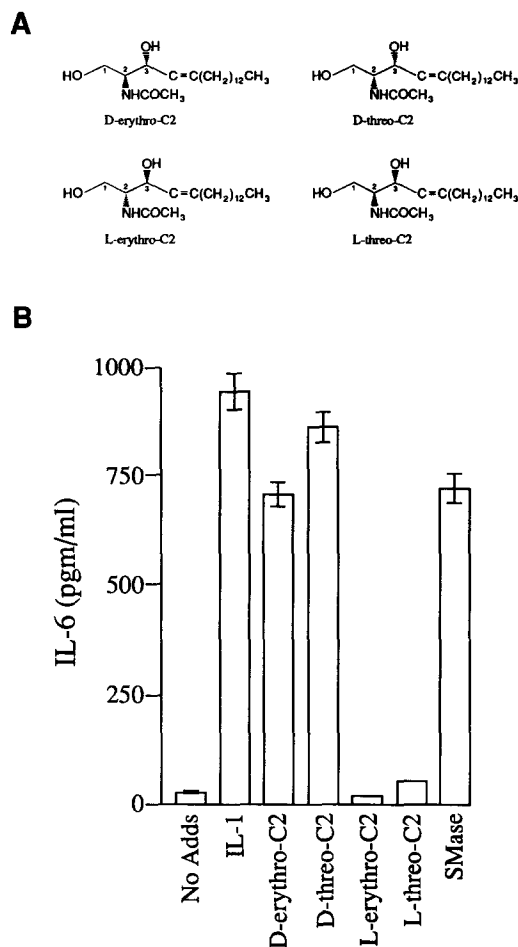 A
OH OH
HO 1 2 3 C=C(CH₂)₁₂CH₃ HO 1 2 3 C=C(CH₂)₁₂CH₃
NHCOCH₃ NHCOCH₃
D-erythro-C2 D-threo-C2
OH OH
HO 1 2 3 C=C(CH₂)₁₂CH₃ HO 1 2 3 C=C(CH₂)₁₂CH₃
NHCOCH₃ NHCOCH₃
L-erythro-C2 L-threo-C2
B
IL-6 (pgm/ml)
1000
750
500
250
0
No Adds
IL-1
D-erythro-C2
D-threo-C2
L-erythro-C2
L-threo-C2
SMase